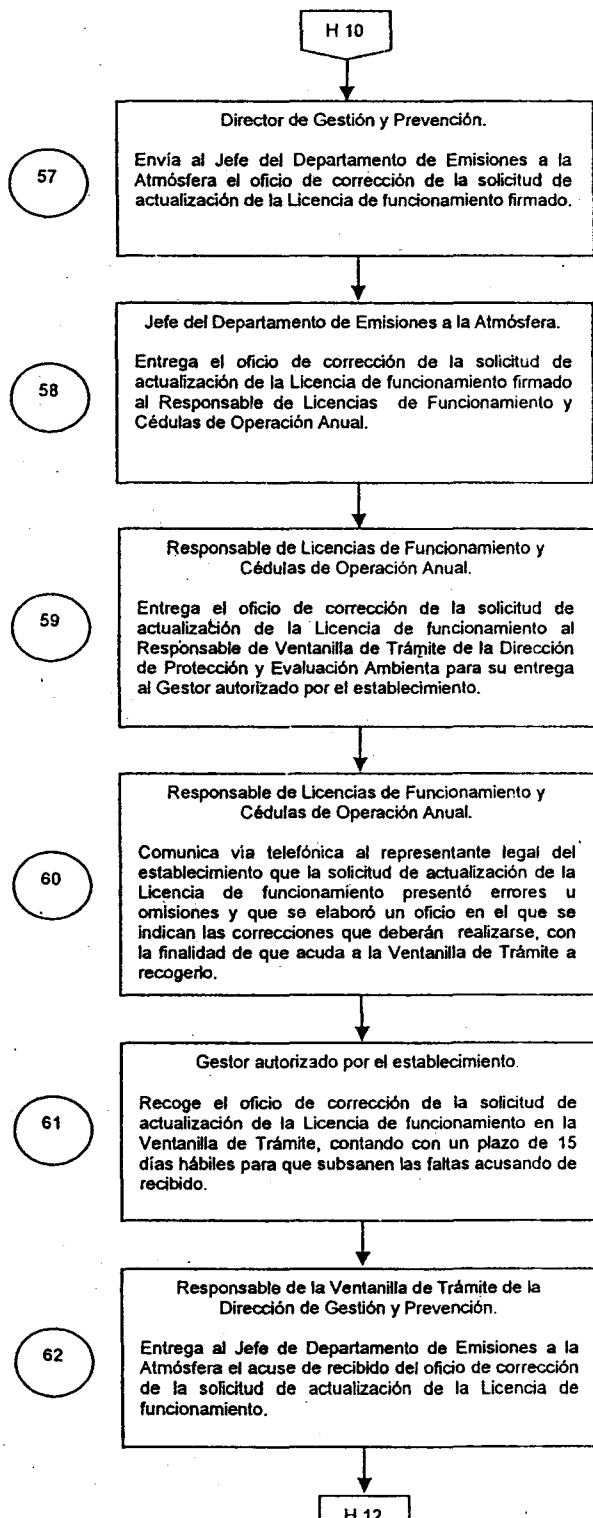 H 10
Director de Gestión y Prevención.
57
Envía al Jefe del Departamento de Emisiones a la
Atmósfera el oficio de corrección de la solicitud de
actualización de la Licencia de funcionamiento firmado.
Jefe del Departamento de Emisiones a la Atmósfera.
58
Entrega el oficio de corrección de la solicitud de
actualización de la Licencia de funcionamiento firmado
al Responsable de Licencias de Funcionamiento y
Cédulas de Operación Anual.
Responsable de Licencias de Funcionamiento y
Cédulas de Operación Anual.
59
Entrega el oficio de corrección de la solicitud de
actualización de la Licencia de funcionamiento al
Responsable de Ventanilla de Trámite de la Dirección
de Protección y Evaluación Ambienta para su entrega
al Gestor autorizado por el establecimiento.
Responsable de Licencias de Funcionamiento y
Cédulas de Operación Anual.
60
Comunica vía telefónica al representante legal del
establecimiento que la solicitud de actualización de la
Licencia de funcionamiento presentó errores u
omisiones y que se elaboró un oficio en el que se
indican las correcciones que deberán realizarse, con
la finalidad de que acuda a la Ventanilla de Trámite a
recogerlo.
Gestor autorizado por el establecimiento.
61
Recoge el oficio de corrección de la solicitud de
actualización de la Licencia de funcionamiento en la
Ventanilla de Trámite, contando con un plazo de 15
días hábiles para que subsanen las faltas acusando de
recibido.
Responsable de la Ventanilla de Trámite de la
Dirección de Gestión y Prevención.
62
Entrega al Jefe de Departamento de Emisiones a la
Atmósfera el acuse de recibido del oficio de corrección
de la solicitud de actualización de la Licencia de
funcionamiento.
H 12